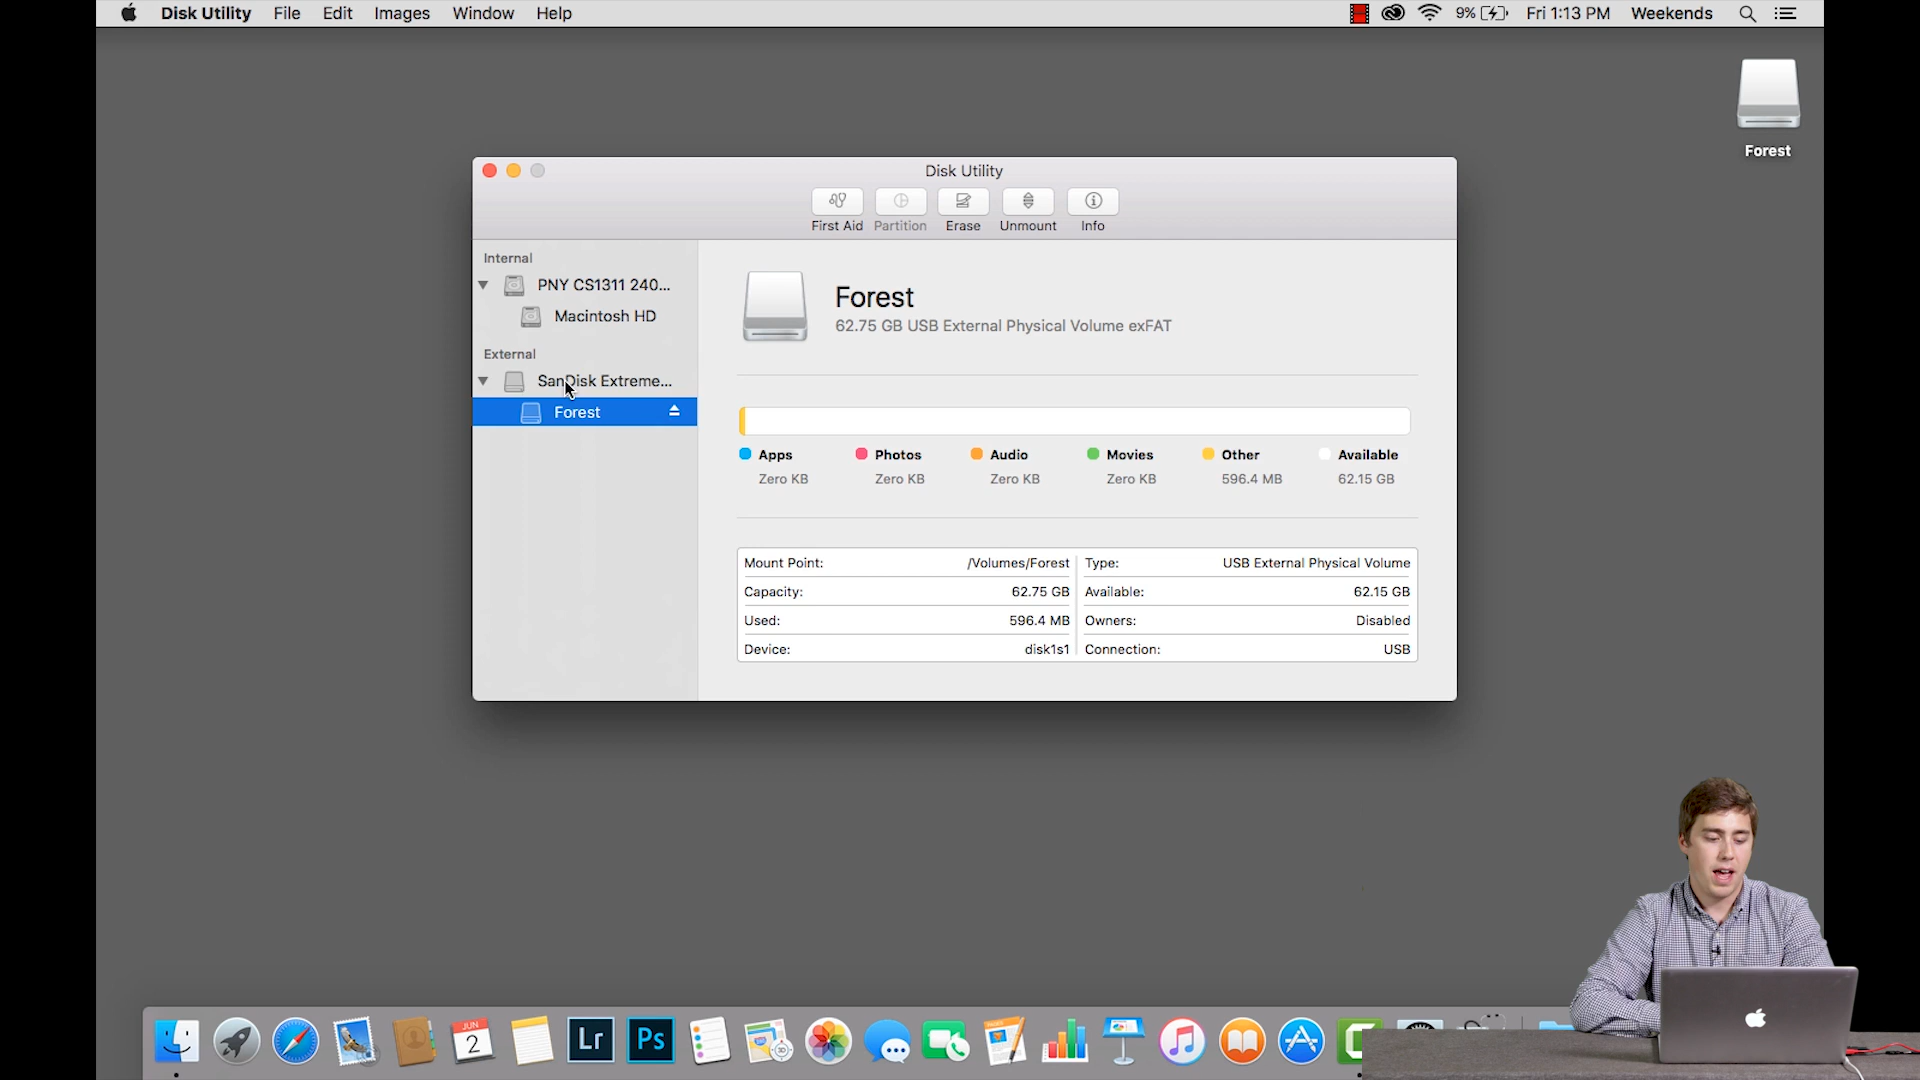 Disk Utility File Edit Images Window Help 9% Fri 1:13 PM Weekends
Forest
Disk Utility
First Aid Partition Erase Unmount Info
Internal
PNY CS1311 240...
Macintosh HD
External
SanDisk Extreme...
Forest
Forest
62.75 GB USB External Physical Volume exFAT
Apps Photos Audio Movies Other Available
Zero KB Zero KB Zero KB Zero KB 596.4 MB 62.15 GB
Mount Point: /Volumes/Forest Type: USB External Physical Volume
Capacity: 62.75 GB Available: 62.15 GB
Used: 596.4 MB Owners: Disabled
Device: disk1s1 Connection: USB
JUN
2
Lr
Ps